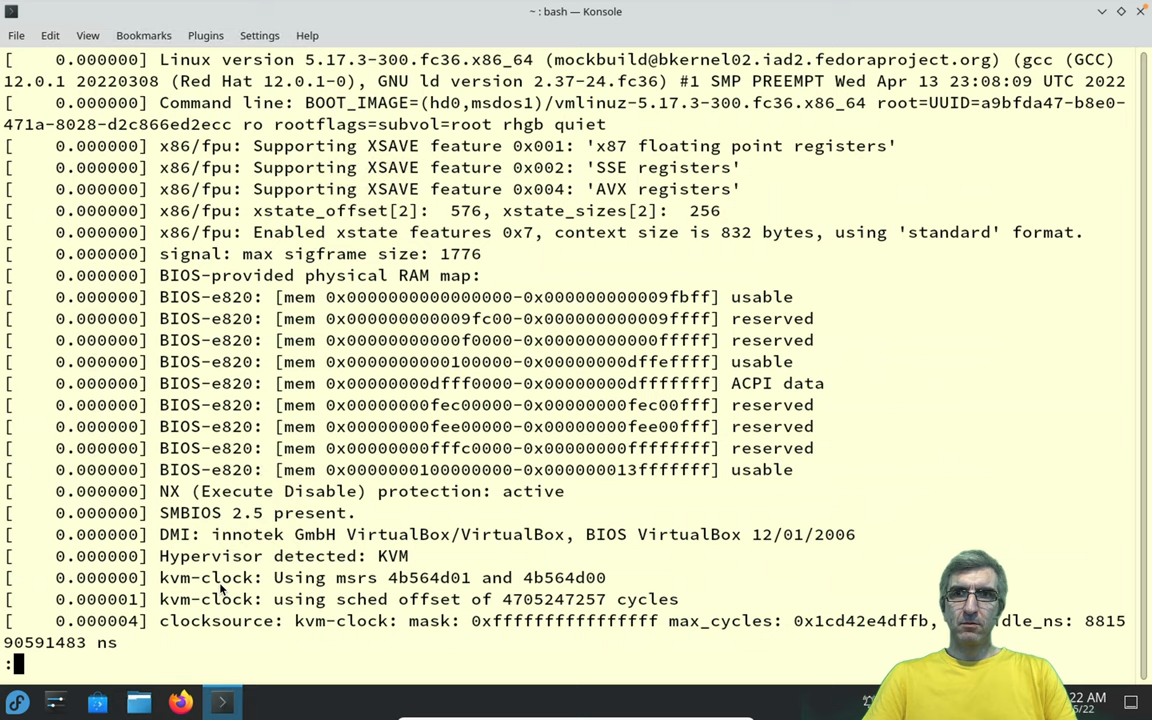 ~ : bash — Konsole
File Edit View Bookmarks Plugins Settings Help
[    0.000000] Linux version 5.17.3-300.fc36.x86_64 (mockbuild@bkernel02.iad2.fedoraproject.org) (gcc (GCC)
12.0.1 20220308 (Red Hat 12.0.1-0), GNU ld version 2.37-24.fc36) #1 SMP PREEMPT Wed Apr 13 23:08:09 UTC 2022
[    0.000000] Command line: BOOT_IMAGE=(hd0,msdos1)/vmlinuz-5.17.3-300.fc36.x86_64 root=UUID=a9bfda47-b8e0-
471a-8028-d2c866ed2ecc ro rootflags=subvol=root rhgb quiet
[    0.000000] x86/fpu: Supporting XSAVE feature 0x001: 'x87 floating point registers'
[    0.000000] x86/fpu: Supporting XSAVE feature 0x002: 'SSE registers'
[    0.000000] x86/fpu: Supporting XSAVE feature 0x004: 'AVX registers'
[    0.000000] x86/fpu: xstate_offset[2]:  576, xstate_sizes[2]:  256
[    0.000000] x86/fpu: Enabled xstate features 0x7, context size is 832 bytes, using 'standard' format.
[    0.000000] signal: max sigframe size: 1776
[    0.000000] BIOS-provided physical RAM map:
[    0.000000] BIOS-e820: [mem 0x0000000000000000-0x000000000009fbff] usable
[    0.000000] BIOS-e820: [mem 0x000000000009fc00-0x000000000009ffff] reserved
[    0.000000] BIOS-e820: [mem 0x00000000000f0000-0x00000000000fffff] reserved
[    0.000000] BIOS-e820: [mem 0x0000000000100000-0x00000000dffeffff] usable
[    0.000000] BIOS-e820: [mem 0x00000000dfff0000-0x00000000dfffffff] ACPI data
[    0.000000] BIOS-e820: [mem 0x00000000fec00000-0x00000000fec00fff] reserved
[    0.000000] BIOS-e820: [mem 0x00000000fee00000-0x00000000fee00fff] reserved
[    0.000000] BIOS-e820: [mem 0x00000000fffc0000-0x00000000ffffffff] reserved
[    0.000000] BIOS-e820: [mem 0x0000000100000000-0x000000013fffffff] usable
[    0.000000] NX (Execute Disable) protection: active
[    0.000000] SMBIOS 2.5 present.
[    0.000000] DMI: innotek GmbH VirtualBox/VirtualBox, BIOS VirtualBox 12/01/2006
[    0.000000] Hypervisor detected: KVM
[    0.000000] kvm-clock: Using msrs 4b564d01 and 4b564d00
[    0.000001] kvm-clock: using sched offset of 4705247257 cycles
[    0.000004] clocksource: kvm-clock: mask: 0xffffffffffffffff max_cycles: 0x1cd42e4dffb, dle_ns: 8815
90591483 ns
:
22 AM
/22